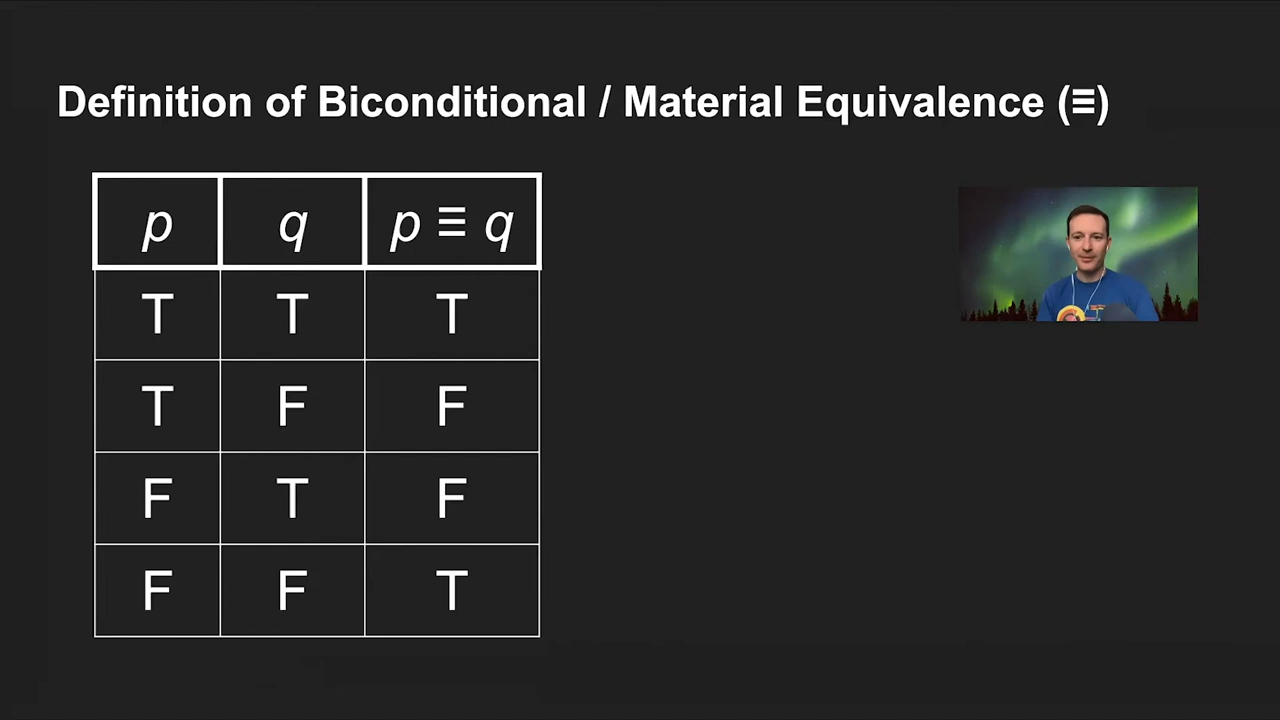 Definition of Biconditional / Material Equivalence (≡)
p q p ≡ q
T T T
T F F
F T F
F F T